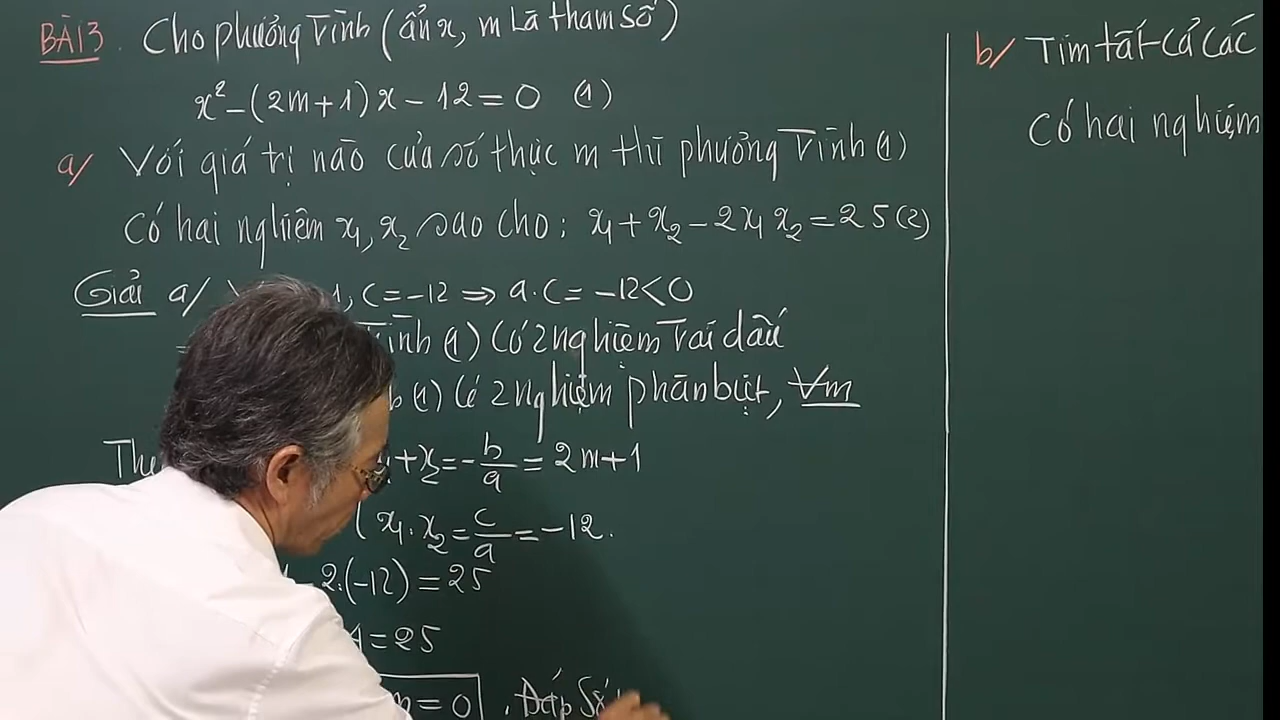 BÀI 3. Cho phương trình (ẩn x, m là tham số)
x² - (2m+1)x - 12 = 0 (1)
a/ Với giá trị nào của số thực m thì phương trình (1)
có hai nghiệm x₁, x₂ sao cho: x₁ + x₂ - 2x₁x₂ = 25 (2)
Giải a/ 1, c = -12 ⇒ a.c = -12 < 0
(1) có 2 nghiệm trái dấu
(1) có 2 nghiệm phân biệt, ∀m
+ x₂ = -b/a = 2m+1
x₁.x₂ = c/a = -12.
- 2.(-12) = 25
= 25
m = 0. Đáp Số
b/ Tìm tất cả các
có hai nghiệm